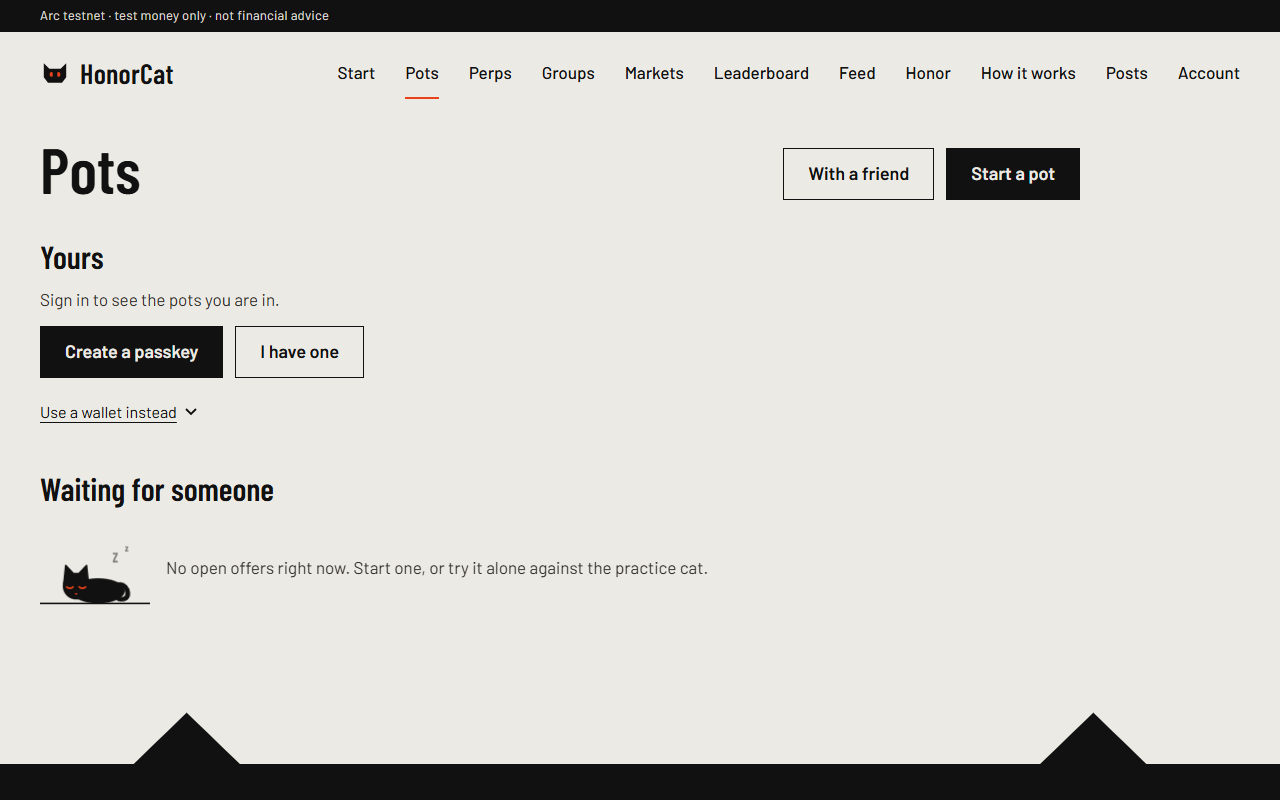 Arc testnet · test money only · not financial advice
HonorCat
Start Pots Perps Groups Markets Leaderboard Feed Honor How it works Posts Account
Pots
With a friend
Start a pot
Yours
Sign in to see the pots you are in.
Create a passkey
I have one
Use a wallet instead
Waiting for someone
z z
No open offers right now. Start one, or try it alone against the practice cat.